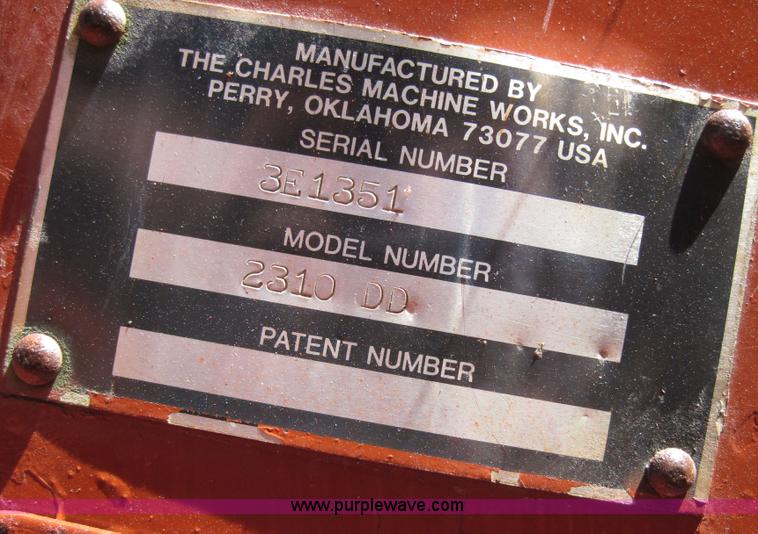 MANUFACTURED BY
THE CHARLES MACHINE WORKS, INC.
PERRY, OKLAHOMA 73077 USA
SERIAL NUMBER
3E1351
MODEL NUMBER
2310 DD
PATENT NUMBER
www.purplewave.com